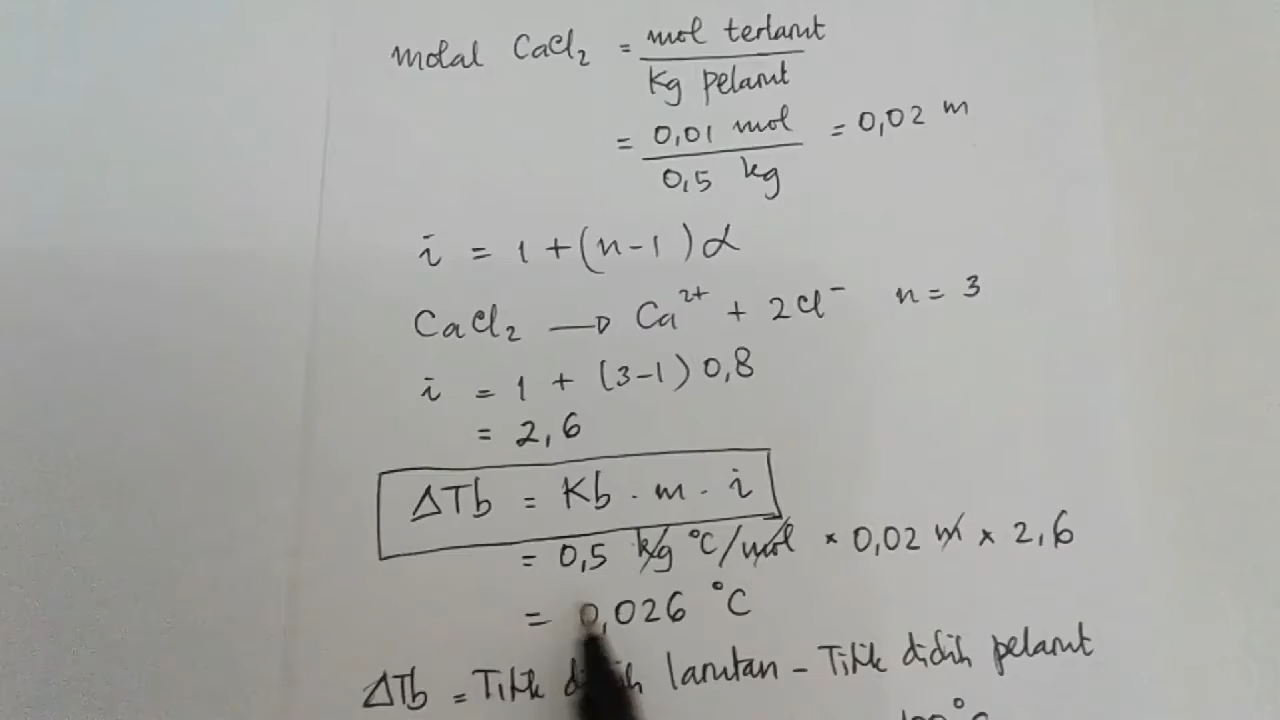 molal CaCl₂ = mol terlarut
Kg pelarut
= 0,01 mol = 0,02 m
0,5 kg
i = 1 + (n-1)α
CaCl₂ → Ca²⁺ + 2Cl⁻ n = 3
i = 1 + (3-1) 0,8
= 2,6
ΔTb = Kb . m . i
= 0,5 kg °C/mol × 0,02 m × 2,6
= 0,026 °C
ΔTb = Titik didih larutan - Titik didih pelarut